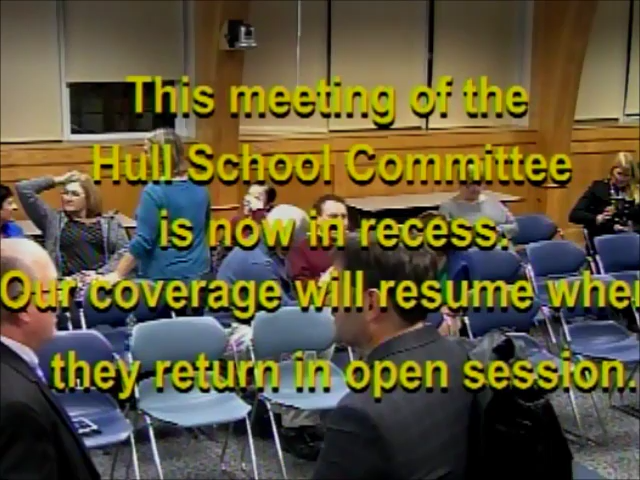 This meeting of the
Hull School Committee
is now in recess.
Our coverage will resume whe
they return in open session.